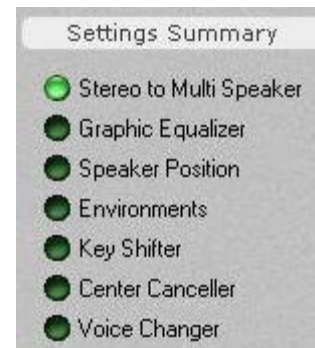 Settings Summary
Stereo to Multi Speaker
Graphic Equalizer
Speaker Position
Environments
Key Shifter
Center Canceller
Voice Changer